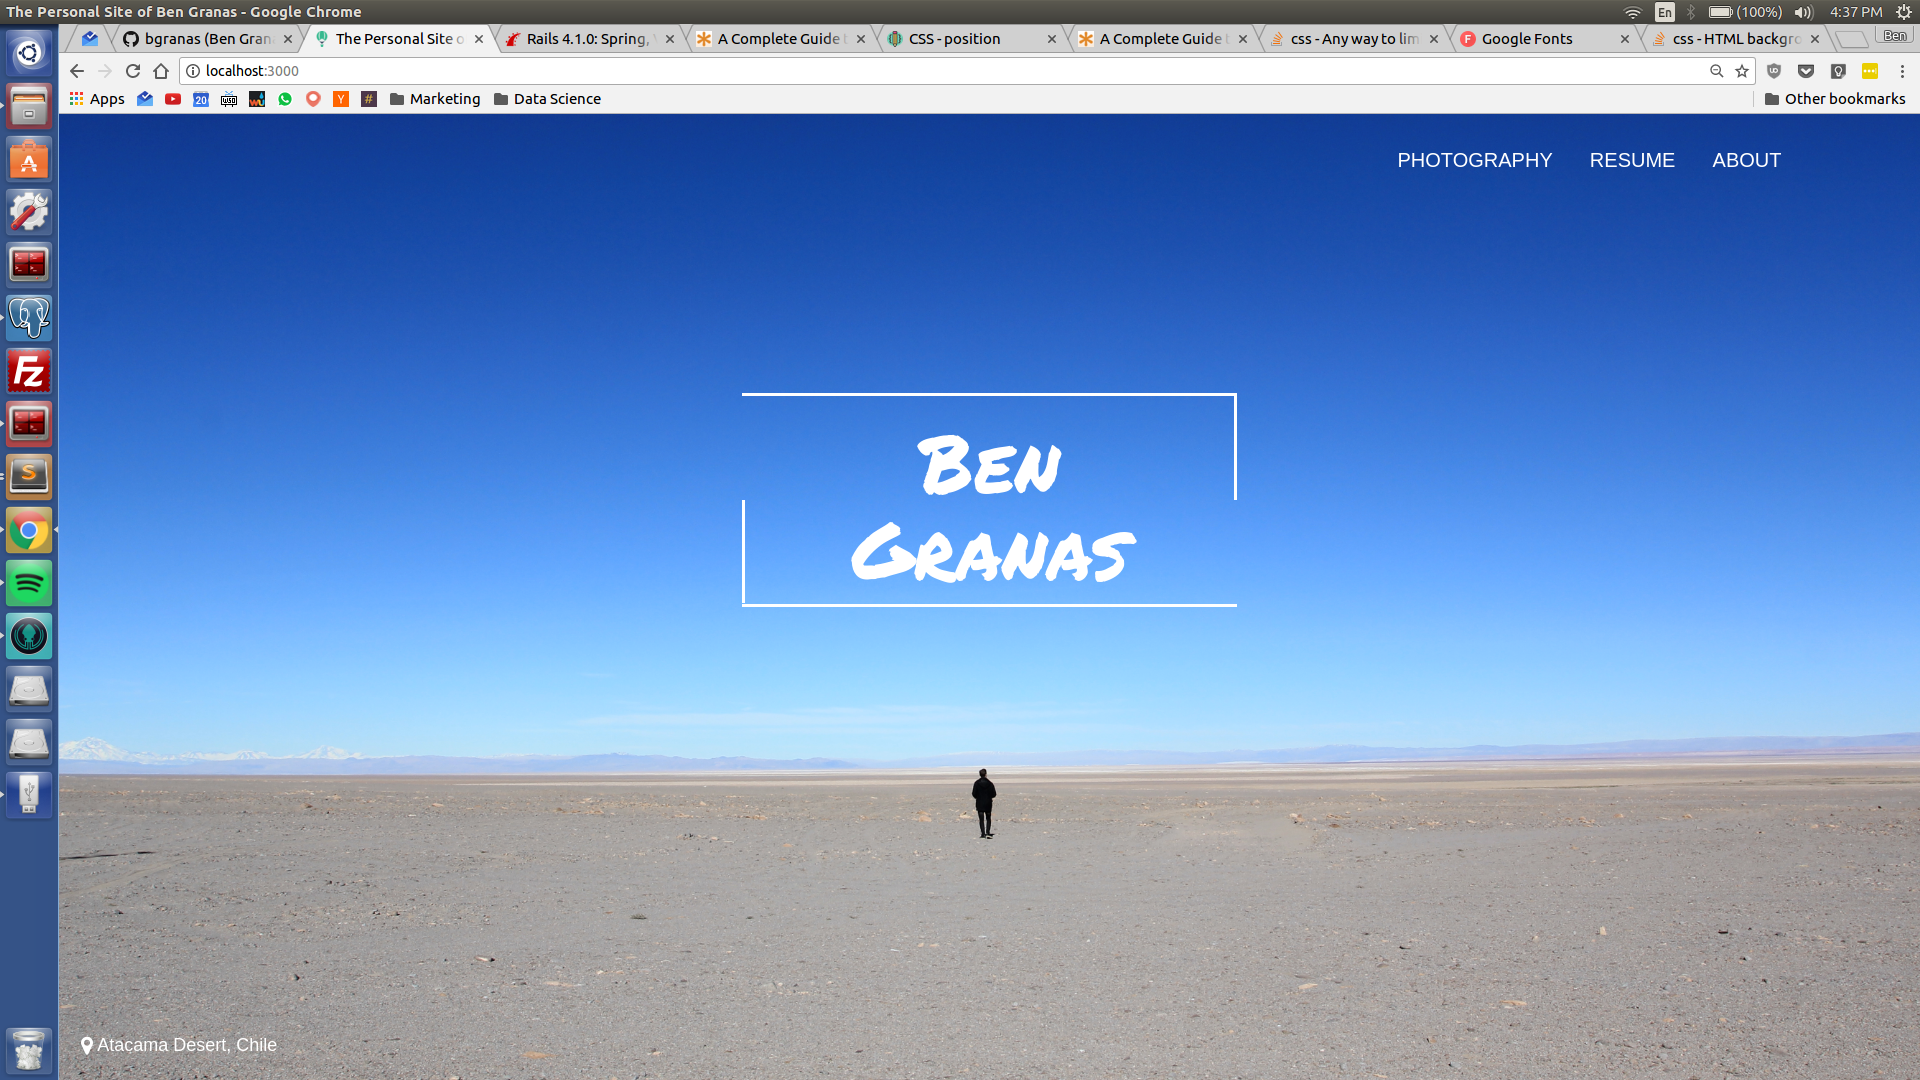 The Personal Site of Ben Granas - Google Chrome
En (100%) 4:37 PM
bgranas (Ben Gran
The Personal Site o
Rails 4.1.0: Spring,
A Complete Guide
CSS - position
A Complete Guide
css - Any way to lim
Google Fonts
css - HTML backgro
Ben
localhost:3000
Apps
20
WSO
Y
#
Marketing
Data Science
Other bookmarks
PHOTOGRAPHY RESUME ABOUT
Ben
Granas
Atacama Desert, Chile